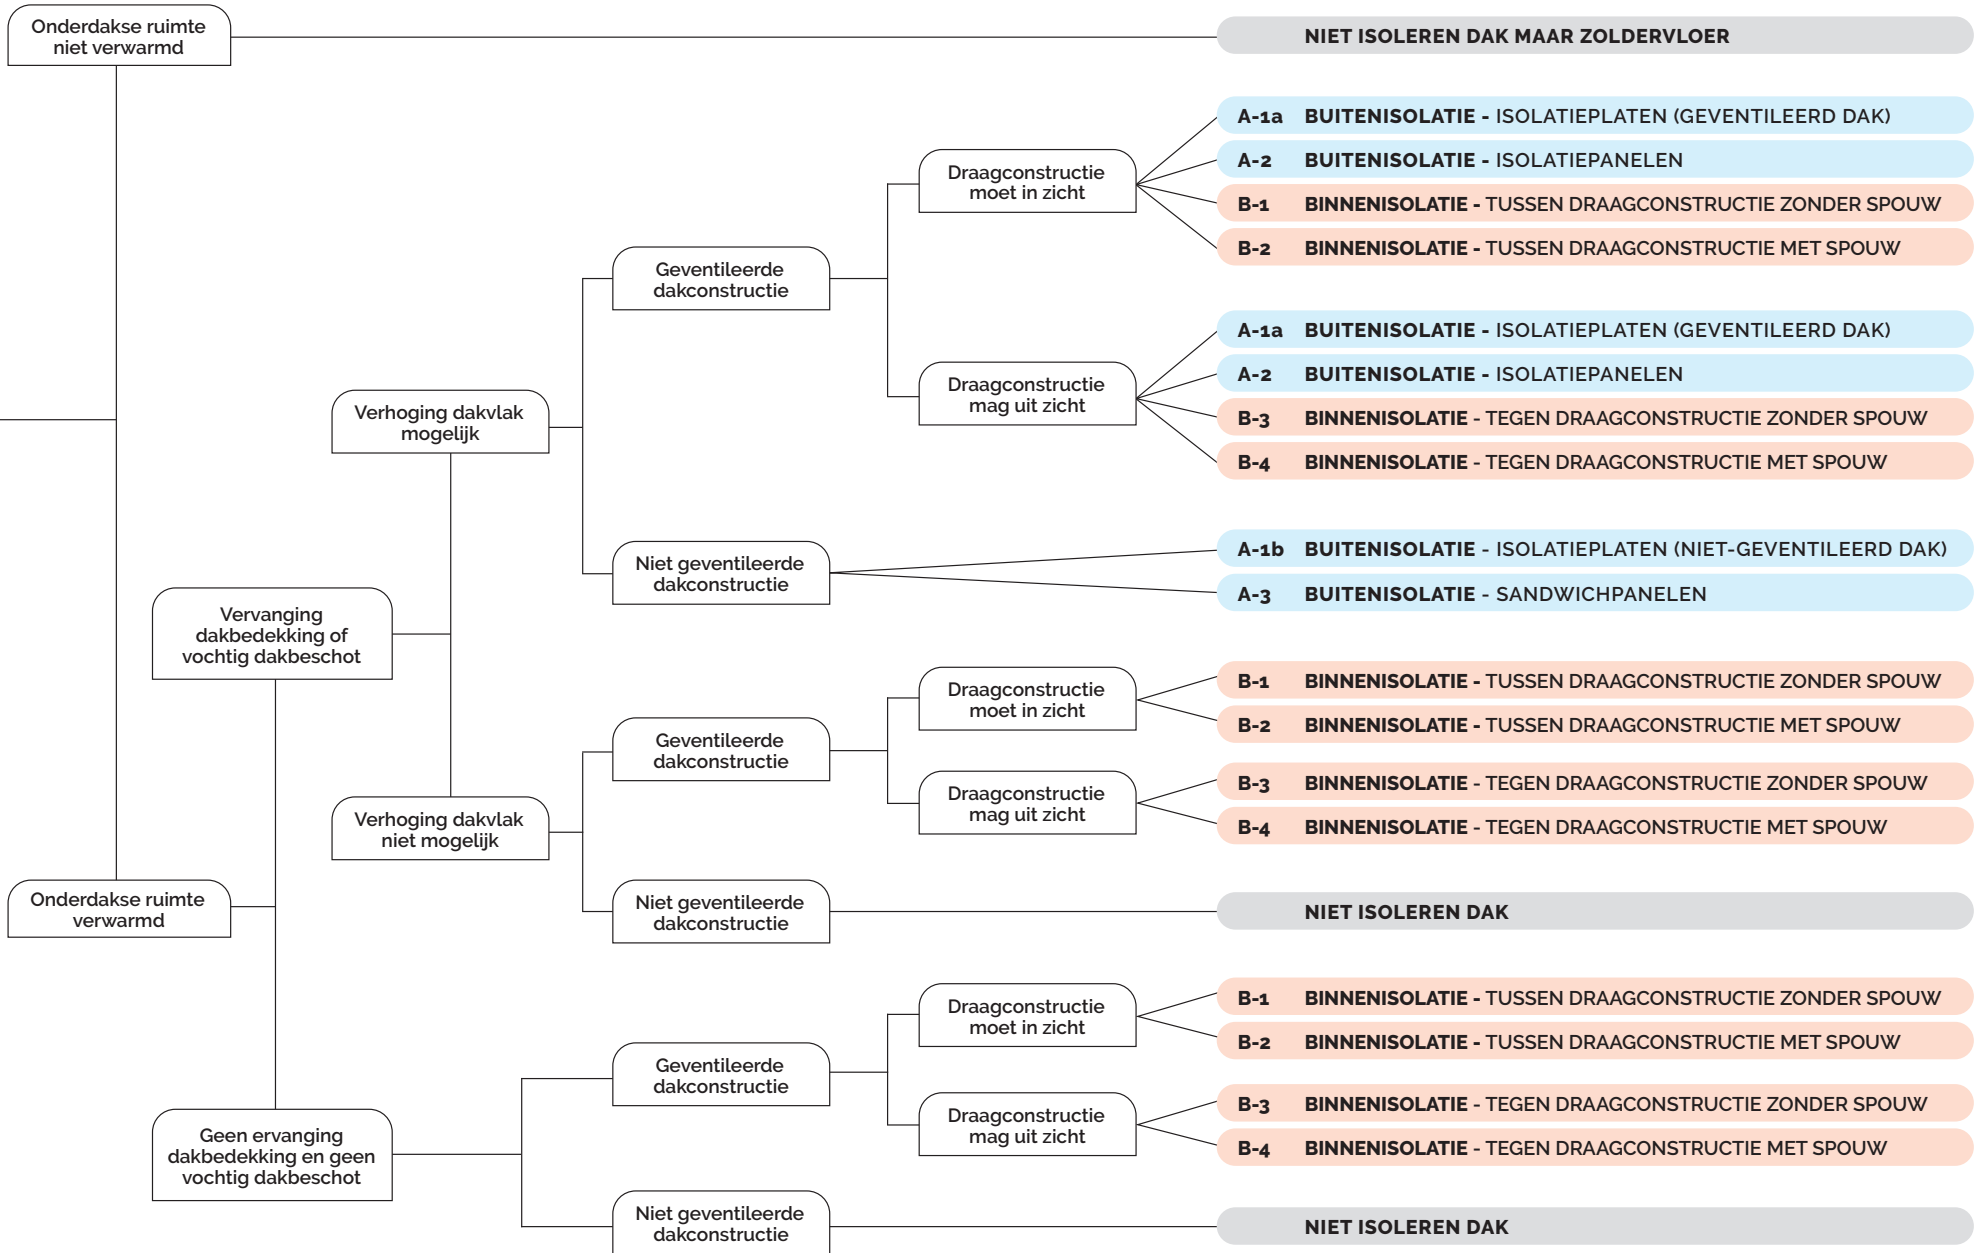 Onderdakse ruimte
niet verwarmd
NIET ISOLEREN DAK MAAR ZOLDERVLOER
A-1a BUITENISOLATIE - ISOLATIEPLATEN (GEVENTILEERD DAK)
Draagconstructie
moet in zicht
A-2 BUITENISOLATIE - ISOLATIEPANELEN
B-1 BINNENISOLATIE - TUSSEN DRAAGCONSTRUCTIE ZONDER SPOUW
B-2 BINNENISOLATIE - TUSSEN DRAAGCONSTRUCTIE MET SPOUW
Geventileerde
dakconstructie
A-1a BUITENISOLATIE - ISOLATIEPLATEN (GEVENTILEERD DAK)
A-2 BUITENISOLATIE - ISOLATIEPANELEN
Draagconstructie
mag uit zicht
B-3 BINNENISOLATIE - TEGEN DRAAGCONSTRUCTIE ZONDER SPOUW
B-4 BINNENISOLATIE - TEGEN DRAAGCONSTRUCTIE MET SPOUW
Verhoging dakvlak
mogelijk
Niet geventileerde
dakconstructie
A-1b BUITENISOLATIE - ISOLATIEPLATEN (NIET-GEVENTILEERD DAK)
A-3 BUITENISOLATIE - SANDWICHPANELEN
Vervanging
dakbedekking of
vochtig dakbeschot
Draagconstructie
moet in zicht
B-1 BINNENISOLATIE - TUSSEN DRAAGCONSTRUCTIE ZONDER SPOUW
B-2 BINNENISOLATIE - TUSSEN DRAAGCONSTRUCTIE MET SPOUW
Geventileerde
dakconstructie
Draagconstructie
mag uit zicht
B-3 BINNENISOLATIE - TEGEN DRAAGCONSTRUCTIE ZONDER SPOUW
B-4 BINNENISOLATIE - TEGEN DRAAGCONSTRUCTIE MET SPOUW
Verhoging dakvlak
niet mogelijk
Onderdakse ruimte
verwarmd
Niet geventileerde
dakconstructie
NIET ISOLEREN DAK
Draagconstructie
moet in zicht
B-1 BINNENISOLATIE - TUSSEN DRAAGCONSTRUCTIE ZONDER SPOUW
B-2 BINNENISOLATIE - TUSSEN DRAAGCONSTRUCTIE MET SPOUW
Geventileerde
dakconstructie
Draagconstructie
mag uit zicht
B-3 BINNENISOLATIE - TEGEN DRAAGCONSTRUCTIE ZONDER SPOUW
B-4 BINNENISOLATIE - TEGEN DRAAGCONSTRUCTIE MET SPOUW
Geen ervanging
dakbedekking en geen
vochtig dakbeschot
Niet geventileerde
dakconstructie
NIET ISOLEREN DAK